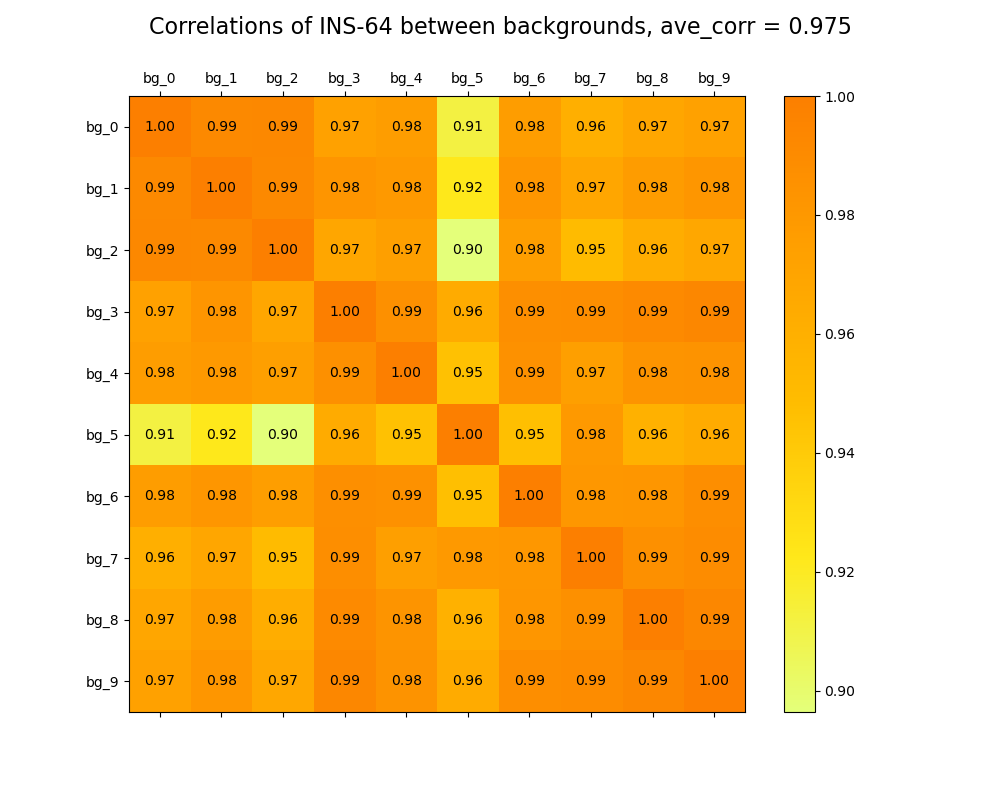 Correlations of INS-64 between backgrounds, ave_corr = 0.975
bg_0 bg_1 bg_2 bg_3 bg_4 bg_5 bg_6 bg_7 bg_8 bg_9
bg_0 1.00 0.99 0.99 0.97 0.98 0.91 0.98 0.96 0.97 0.97
bg_1 0.99 1.00 0.99 0.98 0.98 0.92 0.98 0.97 0.98 0.98
bg_2 0.99 0.99 1.00 0.97 0.97 0.90 0.98 0.95 0.96 0.97
bg_3 0.97 0.98 0.97 1.00 0.99 0.96 0.99 0.99 0.99 0.99
bg_4 0.98 0.98 0.97 0.99 1.00 0.95 0.99 0.97 0.98 0.98
bg_5 0.91 0.92 0.90 0.96 0.95 1.00 0.95 0.98 0.96 0.96
bg_6 0.98 0.98 0.98 0.99 0.99 0.95 1.00 0.98 0.98 0.99
bg_7 0.96 0.97 0.95 0.99 0.97 0.98 0.98 1.00 0.99 0.99
bg_8 0.97 0.98 0.96 0.99 0.98 0.96 0.98 0.99 1.00 0.99
bg_9 0.97 0.98 0.97 0.99 0.98 0.96 0.99 0.99 0.99 1.00
1.00
0.98
0.96
0.94
0.92
0.90